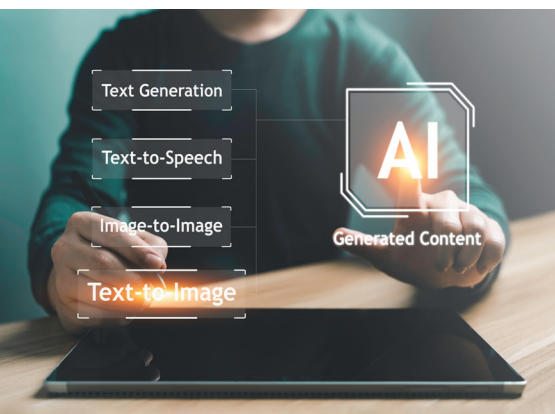 Text Generation
Text-to-Speech
Image-to-Image
Text-to-Image
AI
Generated Content